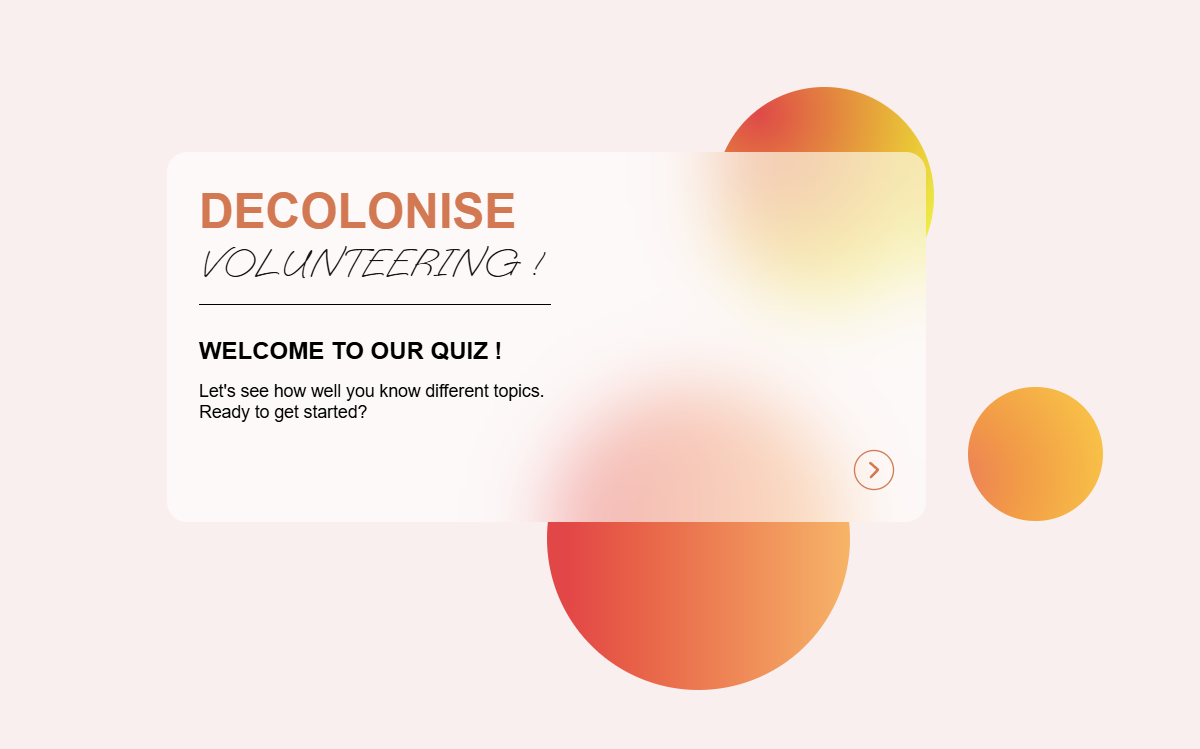 DECOLONISE
VOLUNTEERING !
WELCOME TO OUR QUIZ !
Let's see how well you know different topics.
Ready to get started?